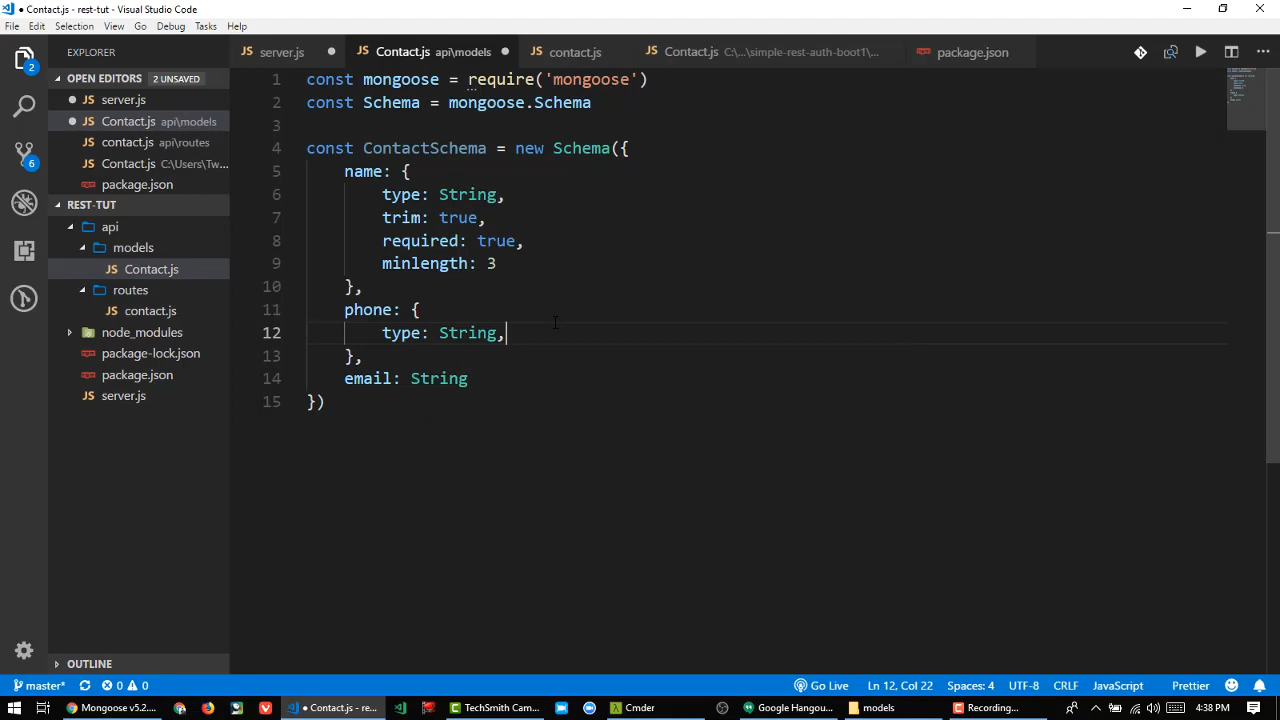 Contact.js - rest-tut - Visual Studio Code
File Edit Selection View Go Debug Tasks Help
EXPLORER
OPEN EDITORS 2 UNSAVED
server.js
Contact.js api\models
contact.js api\routes
Contact.js C:\Users\Tw...
package.json
REST-TUT
api
models
Contact.js
routes
contact.js
node_modules
package-lock.json
package.json
server.js
OUTLINE
2
6
server.js
Contact.js api\models
contact.js
Contact.js C:\...\simple-rest-auth-boot1\...
package.json
1 const mongoose = require('mongoose')
2 const Schema = mongoose.Schema
3
4 const ContactSchema = new Schema({
5 name: {
6 type: String,
7 trim: true,
8 required: true,
9 minlength: 3
10 },
11 phone: {
12 type: String,
13 },
14 email: String
15 })
master* 0 0 Go Live Ln 12, Col 22 Spaces: 4 UTF-8 CRLF JavaScript Prettier
Mongoose v5.2.... Contact.js - re... TechSmith Cam... Cmder Google Hangou... models Recording... 4:38 PM